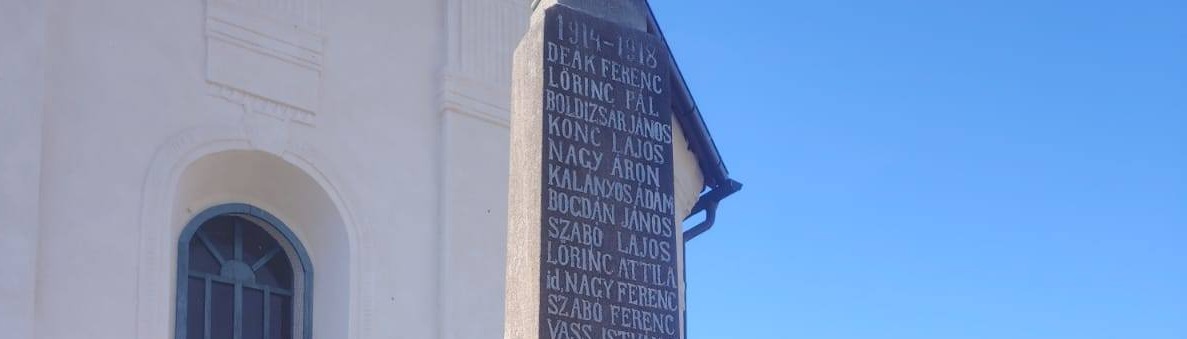 1914-1918
DEÁK FERENC
LŐRINC PÁL
BOLDIZSÁR JÁNOS
KONC LAJOS
NAGY ÁRON
KALÁNYOS ÁDÁM
BOGDÁN JÁNOS
SZABÓ LAJOS
LŐRINC ATTILA
id. NAGY FERENC
SZABÓ FERENC
VASS